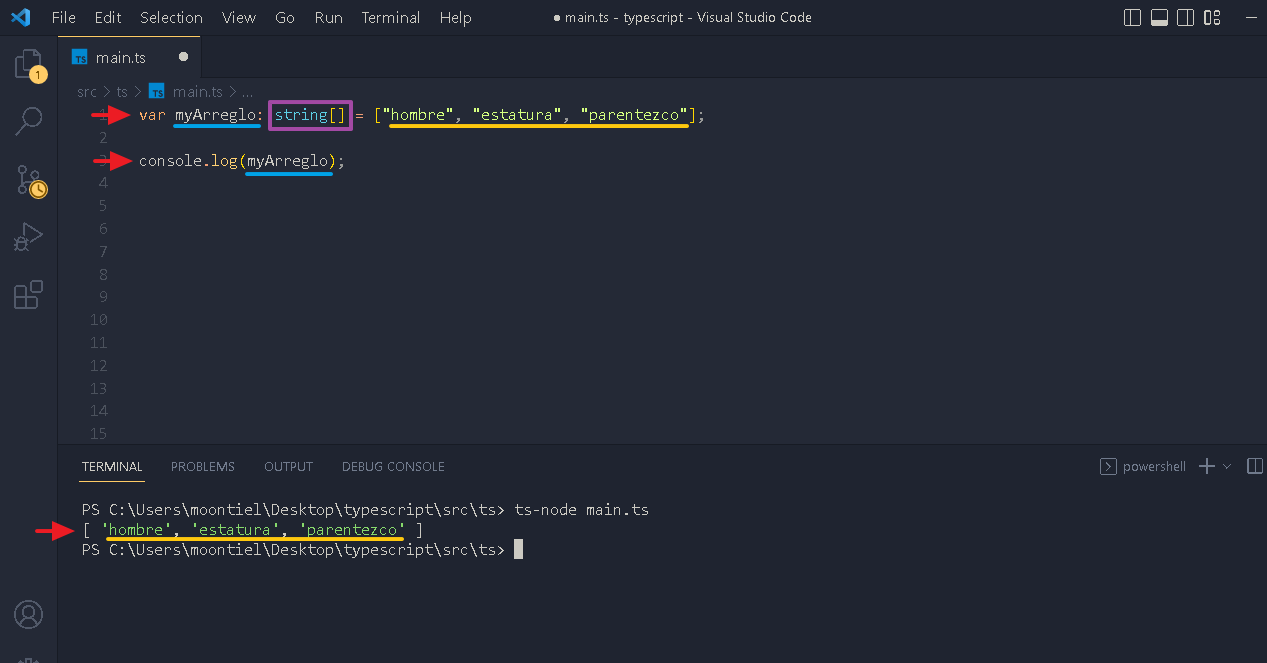 File Edit Selection View Go Run Terminal Help ● main.ts - typescript - Visual Studio Code
TS main.ts ●
1
src > ts > TS main.ts > ...
1 var myArreglo: string[] = ["hombre", "estatura", "parentezco"];
2
3 console.log(myArreglo);
4
5
6
7
8
9
10
11
12
13
14
15
TERMINAL PROBLEMS OUTPUT DEBUG CONSOLE powershell
PS C:\Users\moontiel\Desktop\typescript\src\ts> ts-node main.ts
[ 'hombre', 'estatura', 'parentezco' ]
PS C:\Users\moontiel\Desktop\typescript\src\ts>